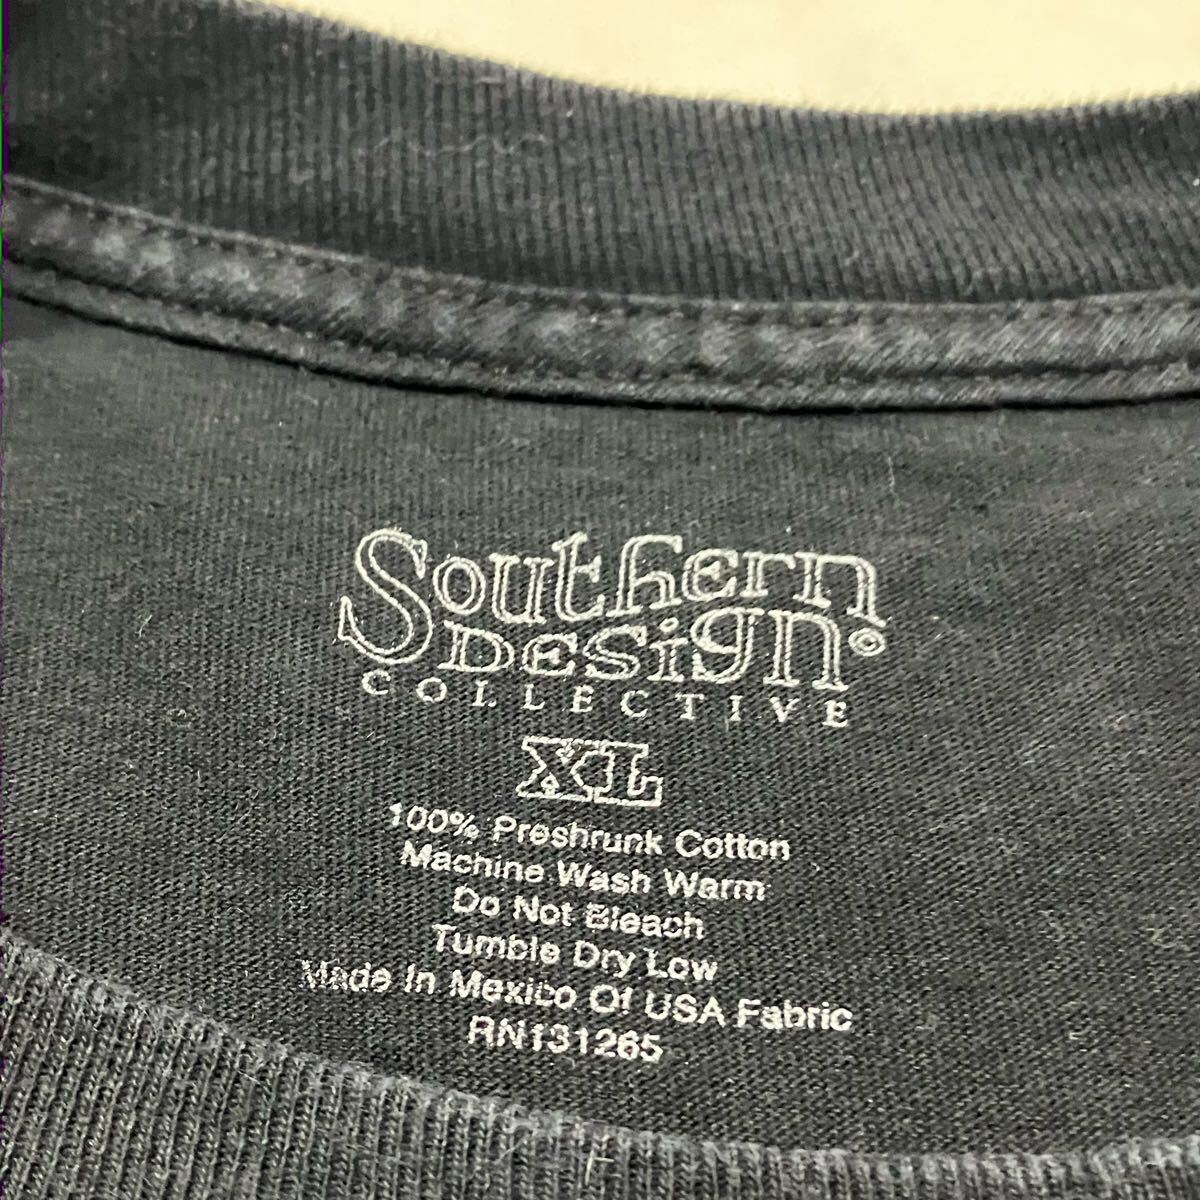 Southern
Design©
COLLECTIVE
XL
100% Preshrunk Cotton
Machine Wash Warm
Do Not Bleach
Tumble Dry Low
Made In Mexico Of USA Fabric
RN131265